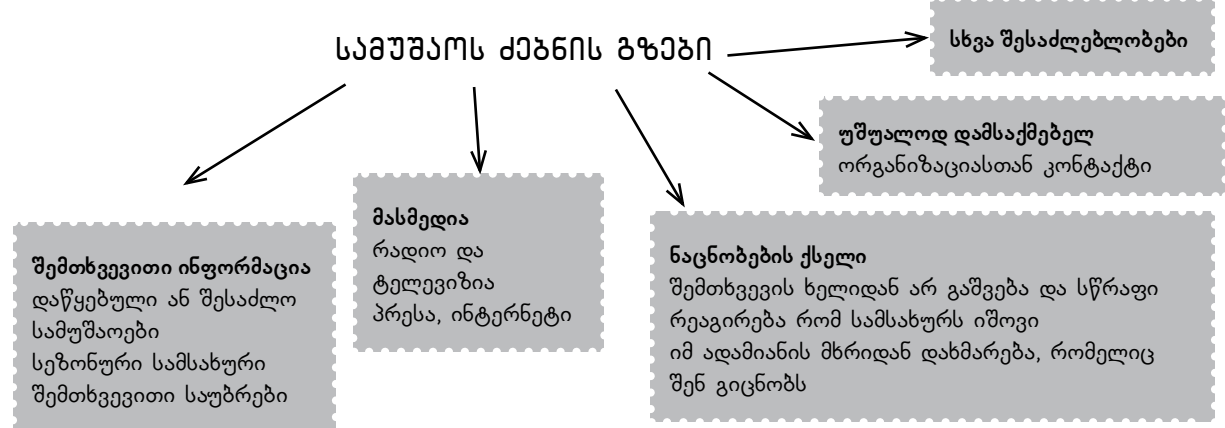 სამუშაოს ძებნის გზები
სხვა შესაძლებლობები
უშუალოდ დამსაქმებელ
ორგანიზაციასთან კონტაქტი
მასმედია
რადიო და
ტელევიზია
პრესა, ინტერნეტი
შემთხვევითი ინფორმაცია
დაწყებული ან შესაძლო
სამუშაოები
სეზონური სამსახური
შემთხვევითი საუბრები
ნაცნობების ქსელი
შემთხვევის ხელიდან არ გაშვება და სწრაფი
რეაგირება რომ სამსახურს იშოვი
იმ ადამიანის მხრიდან დახმარება, რომელიც
შენ გიცნობს